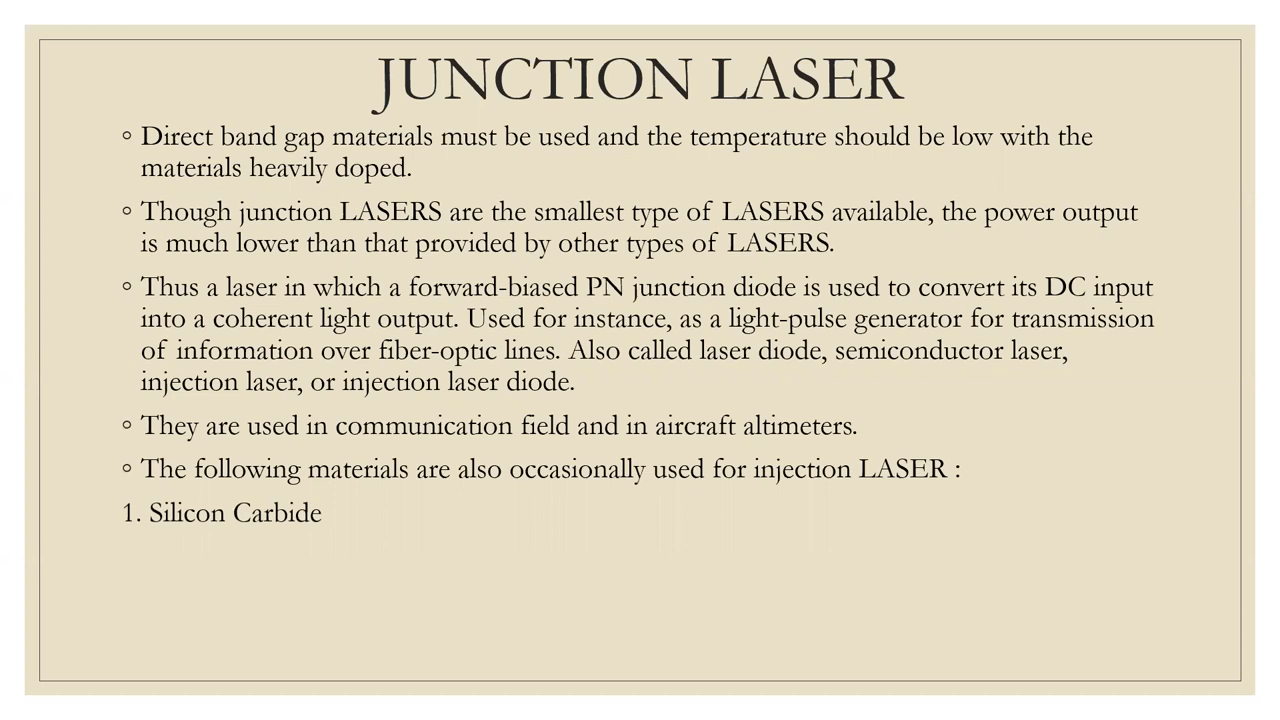 JUNCTION LASER
◦ Direct band gap materials must be used and the temperature should be low with the
materials heavily doped.
◦ Though junction LASERS are the smallest type of LASERS available, the power output
is much lower than that provided by other types of LASERS.
◦ Thus a laser in which a forward-biased PN junction diode is used to convert its DC input
into a coherent light output. Used for instance, as a light-pulse generator for transmission
of information over fiber-optic lines. Also called laser diode, semiconductor laser,
injection laser, or injection laser diode.
◦ They are used in communication field and in aircraft altimeters.
◦ The following materials are also occasionally used for injection LASER :
1. Silicon Carbide